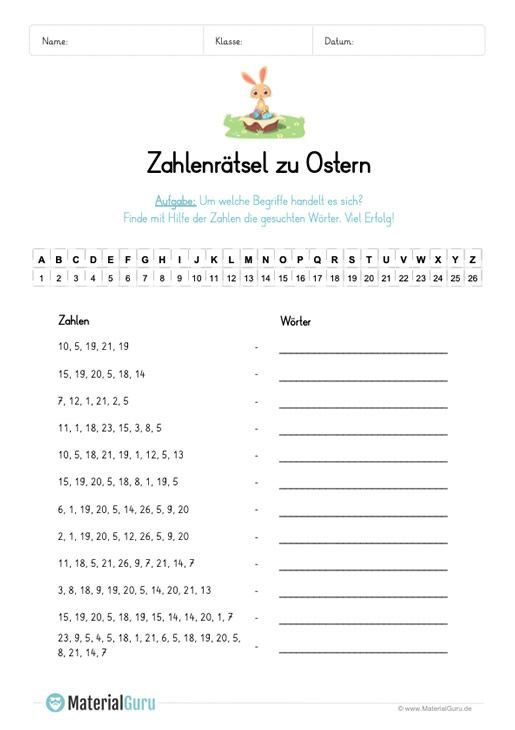 Name: Klasse: Datum:
Zahlenrätsel zu Ostern
Aufgabe: Um welche Begriffe handelt es sich?
Finde mit Hilfe der Zahlen die gesuchten Wörter. Viel Erfolg!
A B C D E F G H I J K L M N O P Q R S T U V W X Y Z
1 2 3 4 5 6 7 8 9 10 11 12 13 14 15 16 17 18 19 20 21 22 23 24 25 26
Zahlen Wörter
10, 5, 19, 21, 19 -
15, 19, 20, 5, 18, 14 -
7, 12, 1, 21, 2, 5 -
11, 1, 18, 23, 15, 3, 8, 5 -
10, 5, 18, 21, 19, 1, 12, 5, 13 -
15, 19, 20, 5, 18, 8, 1, 19, 5 -
6, 1, 19, 20, 5, 14, 26, 5, 9, 20 -
2, 1, 19, 20, 5, 12, 26, 5, 9, 20 -
11, 18, 5, 21, 26, 9, 7, 21, 14, 7 -
3, 8, 18, 9, 19, 20, 5, 14, 20, 21, 13 -
15, 19, 20, 5, 18, 19, 15, 14, 14, 20, 1, 7 -
23, 9, 5, 4, 5, 18, 1, 21, 6, 5, 18, 19, 20, 5,
8, 21, 14, 7 -
MaterialGuru © www.MaterialGuru.de